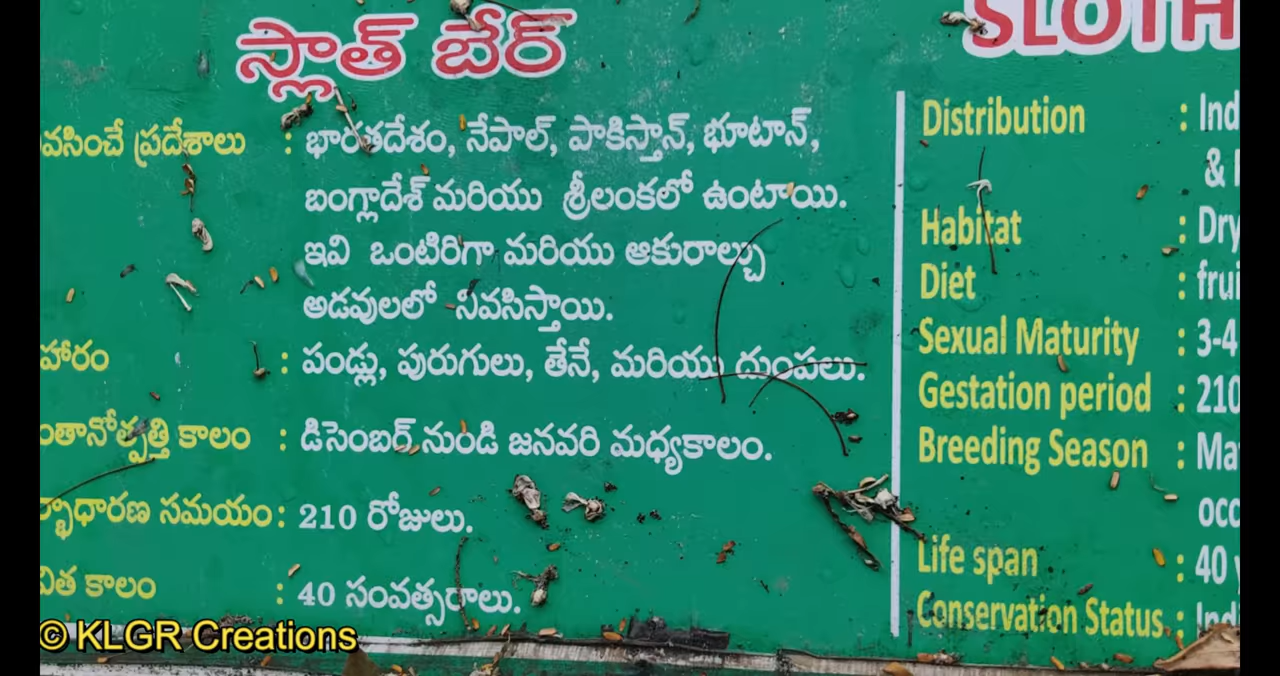 స్లాత్ బేర్
వసించే ప్రదేశాలు : భారతదేశం, నేపాల్, పాకిస్తాన్, భూటాన్,
బంగ్లాదేశ్ మరియు శ్రీలంకలో ఉంటాయి.
ఇవి ఒంటరిగా మరియు ఆకురాల్చు
అడవులలో నివసిస్తాయి.
హారం : పండ్లు, పురుగులు, తేనే, మరియు దుంపలు.
తానోత్పత్తి కాలం : డిసెంబర్ నుండి జనవరి మధ్యకాలం.
ర్భాధారణ సమయం : 210 రోజులు.
విత కాలం : 40 సంవత్సరాలు.
SLOTH
Distribution : Ind
&
Habitat : Dry
Diet : frui
Sexual Maturity : 3-4
Gestation period : 210
Breeding Season : Ma
occ
Life span : 40
Conservation Status : Ind
© KLGR Creations